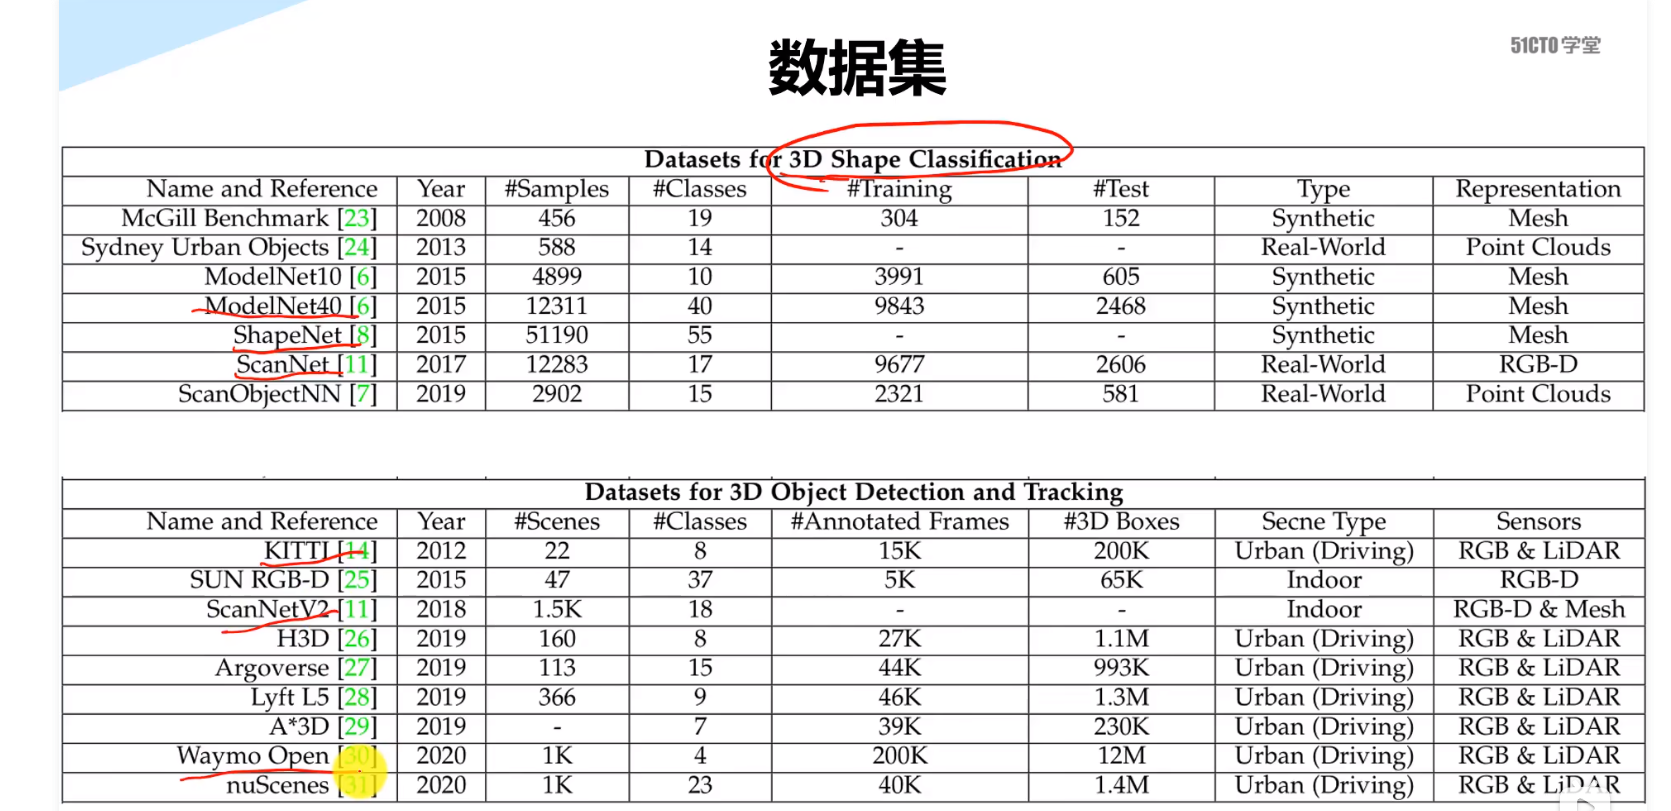 51CTO学堂
数据集
Datasets for 3D Shape Classification
Name and Reference Year #Samples #Classes #Training #Test Type Representation
McGill Benchmark [23] 2008 456 19 304 152 Synthetic Mesh
Sydney Urban Objects [24] 2013 588 14 - - Real-World Point Clouds
ModelNet10 [6] 2015 4899 10 3991 605 Synthetic Mesh
ModelNet40 [6] 2015 12311 40 9843 2468 Synthetic Mesh
ShapeNet [8] 2015 51190 55 - - Synthetic Mesh
ScanNet [11] 2017 12283 17 9677 2606 Real-World RGB-D
ScanObjectNN [7] 2019 2902 15 2321 581 Real-World Point Clouds
Datasets for 3D Object Detection and Tracking
Name and Reference Year #Scenes #Classes #Annotated Frames #3D Boxes Secne Type Sensors
KITTI [14] 2012 22 8 15K 200K Urban (Driving) RGB & LiDAR
SUN RGB-D [25] 2015 47 37 5K 65K Indoor RGB-D
ScanNetV2 [11] 2018 1.5K 18 - - Indoor RGB-D & Mesh
H3D [26] 2019 160 8 27K 1.1M Urban (Driving) RGB & LiDAR
Argoverse [27] 2019 113 15 44K 993K Urban (Driving) RGB & LiDAR
Lyft L5 [28] 2019 366 9 46K 1.3M Urban (Driving) RGB & LiDAR
A*3D [29] 2019 - 7 39K 230K Urban (Driving) RGB & LiDAR
Waymo Open [30] 2020 1K 4 200K 12M Urban (Driving) RGB & LiDAR
nuScenes [31] 2020 1K 23 40K 1.4M Urban (Driving) RGB & LiDAR